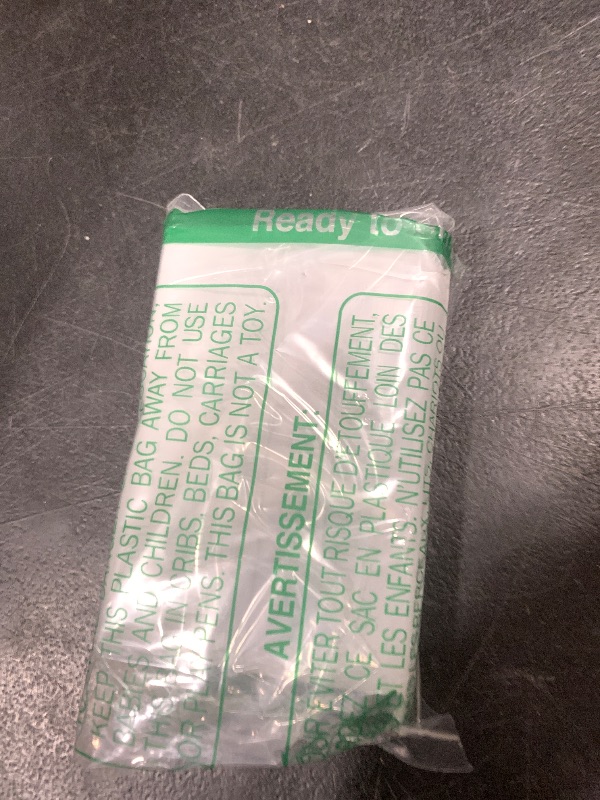 Ready to
KEEP THIS PLASTIC BAG AWAY FROM
BABIES AND CHILDREN. DO NOT USE
THIS BAG IN CRIBS, BEDS, CARRIAGES
OR PLAY PENS. THIS BAG IS NOT A TOY.
AVERTISSEMENT:
POUR ÉVITER TOUT RISQUE D'ÉTOUFFEMENT,
CE SAC EN PLASTIQUE LOIN DES
ET LES ENFANTS. N'UTILISEZ PAS CE